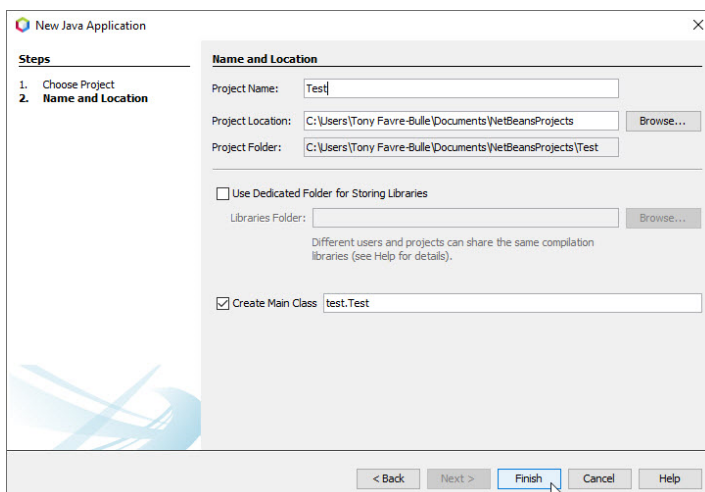 New Java Application
Steps
1. Choose Project
2. Name and Location
Name and Location
Project Name: Test
Project Location: C:\Users\Tony Favre-Bulle\Documents\NetBeansProjects Browse...
Project Folder: C:\Users\Tony Favre-Bulle\Documents\NetBeansProjects\Test
Use Dedicated Folder for Storing Libraries
Libraries Folder: Browse...
Different users and projects can share the same compilation
libraries (see Help for details).
Create Main Class test.Test
< Back Next > Finish Cancel Help